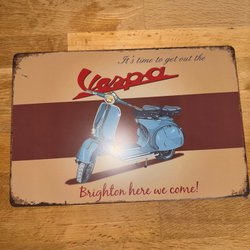 It's time to get out the
Vespa
Brighton here we come!